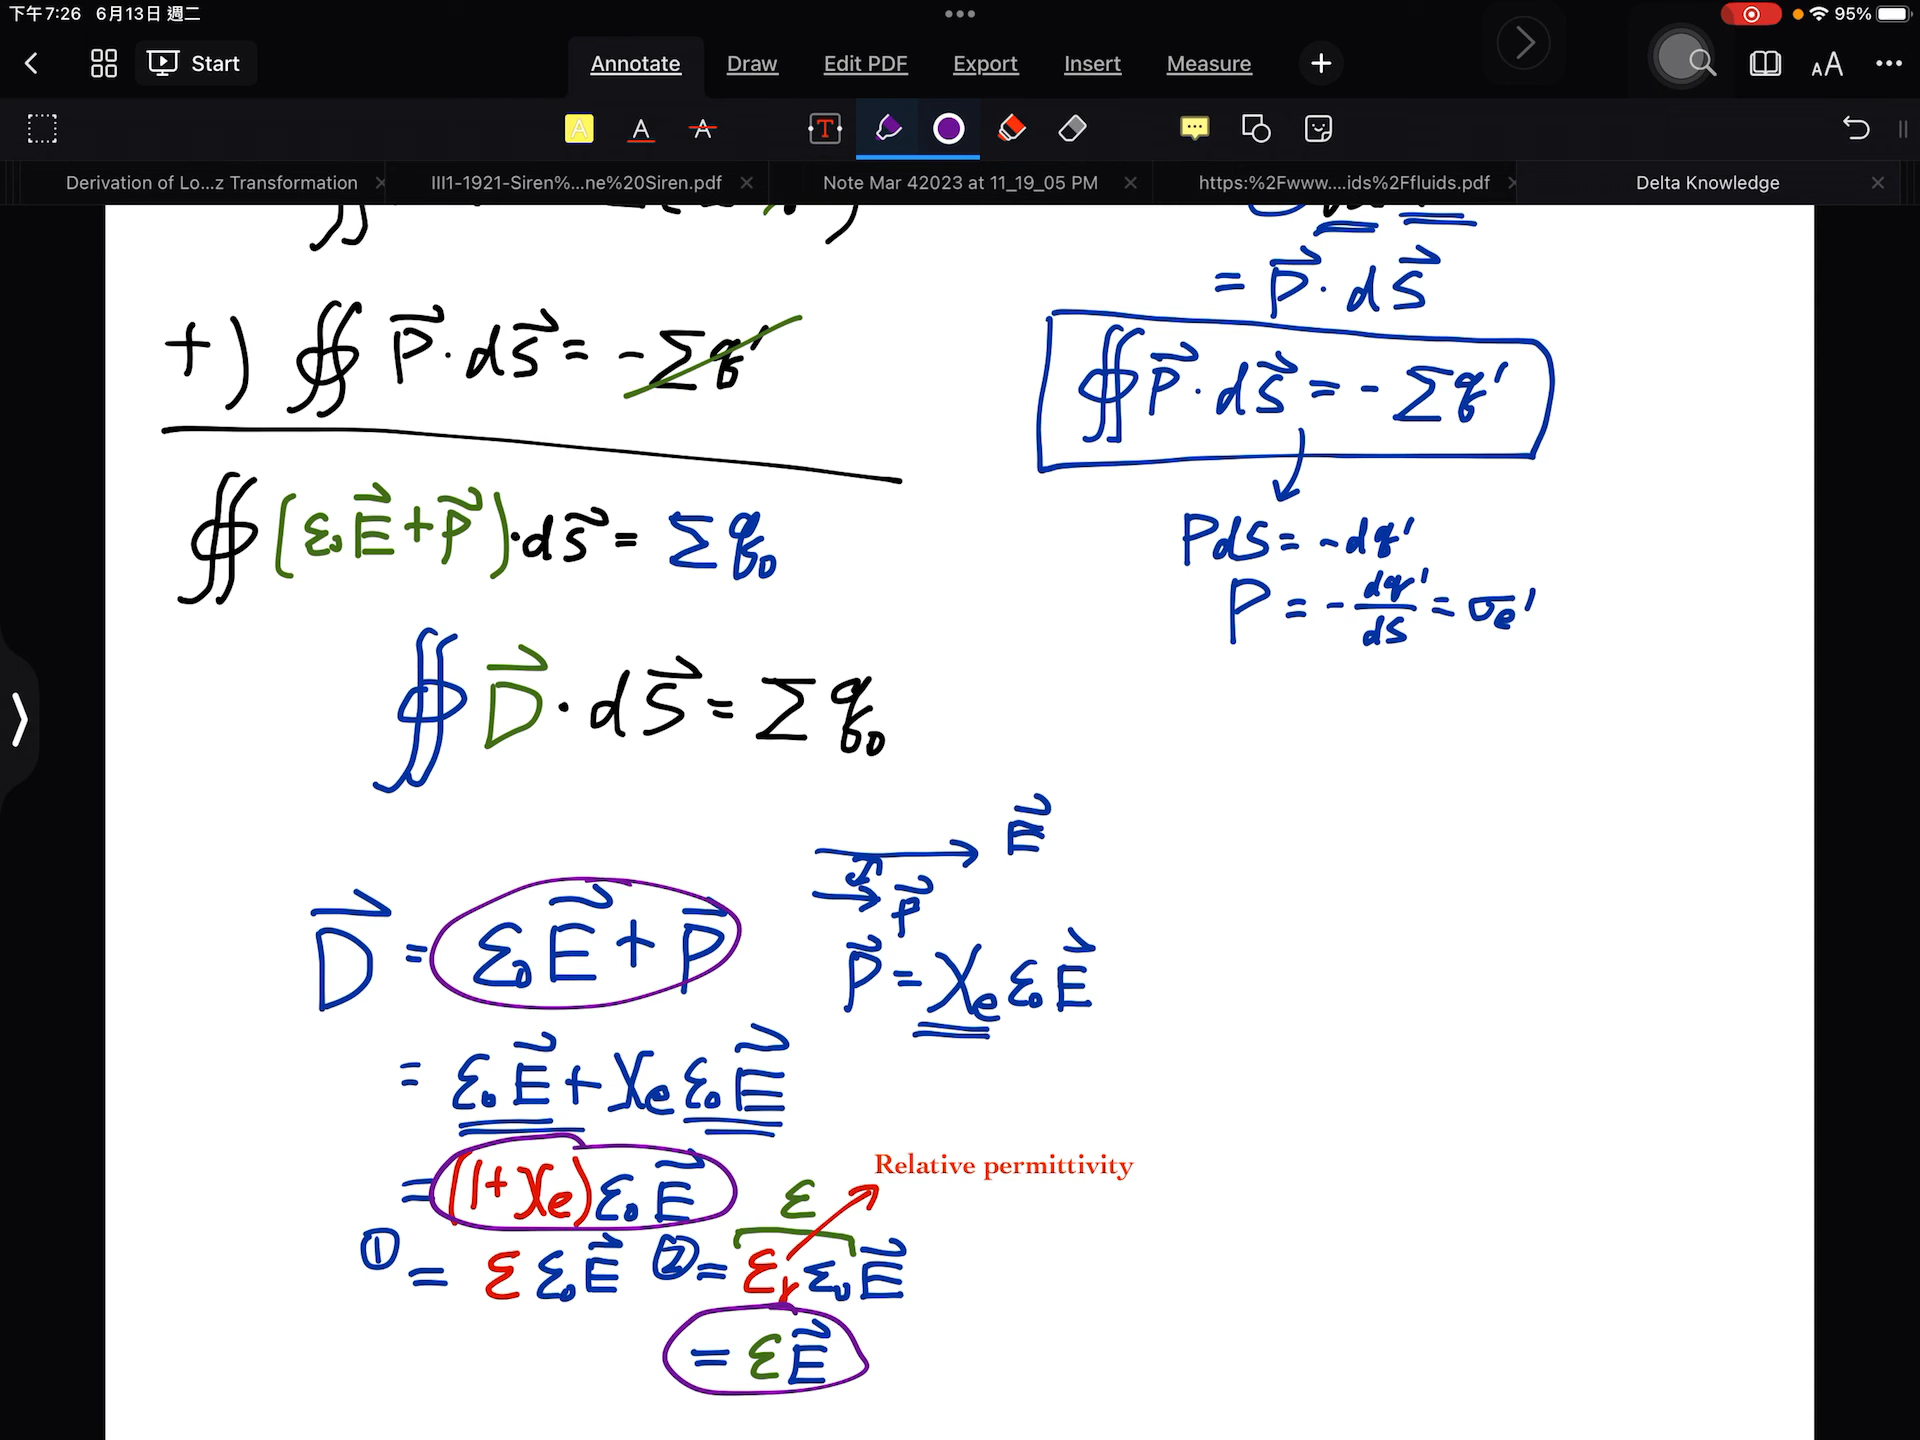 下午7:26 6月13日 週二
95%
Start
Annotate Draw Edit PDF Export Insert Measure
AA
A A A T
Derivation of Lo...z Transformation
III1-1921-Siren%...ne%20Siren.pdf
Note Mar 42023 at 11_19_05 PM
https:%2Fwww....ids%2Ffluids.pdf
Delta Knowledge
= P⃗ · dS⃗
+) ∯ P⃗ · dS⃗ = - Σq'
∯ P⃗ · dS⃗ = - Σq'
∯ (ε₀E⃗ + P⃗) · dS⃗ = Σq₀
PdS = -dq'
P = - dq'/dS = σe'
∯ D⃗ · dS⃗ = Σq₀
E⃗
P⃗
D⃗ = ε₀E⃗ + P⃗
P⃗ = χe ε₀ E⃗
= ε₀E⃗ + χe ε₀E⃗
Relative permittivity
= (1+χe) ε₀ E⃗
ε
① = ε ε₀ E⃗ ② = εr ε₀ E⃗
= ε E⃗